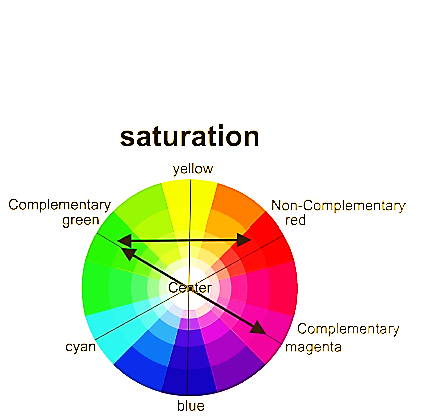 saturation
yellow
Complementary
green
Non-Complementary
red
Center
Complementary
magenta
cyan
blue